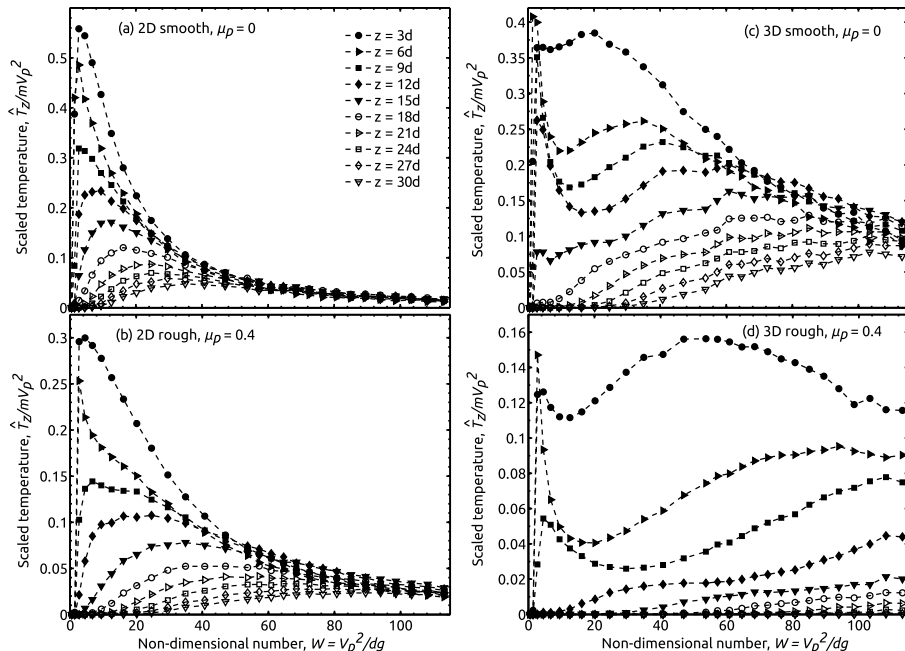 (a) 2D smooth, μp = 0
Scaled temperature, T̂z/mVp²
0.5
0.4
0.3
0.2
0.1
0
z = 3d
z = 6d
z = 9d
z = 12d
z = 15d
z = 18d
z = 21d
z = 24d
z = 27d
z = 30d
(b) 2D rough, μp = 0.4
Scaled temperature, T̂z/mVp²
0.3
0.25
0.2
0.15
0.1
0.05
0
0 20 40 60 80 100
Non-dimensional number, W = Vp²/dg
(c) 3D smooth, μp = 0
Scaled temperature, T̂z/mVp²
0.4
0.35
0.3
0.25
0.2
0.15
0.1
0.05
0
(d) 3D rough, μp = 0.4
Scaled temperature, T̂z/mVp²
0.16
0.14
0.12
0.1
0.08
0.06
0.04
0.02
0
0 20 40 60 80 100
Non-dimensional number, W = Vp²/dg